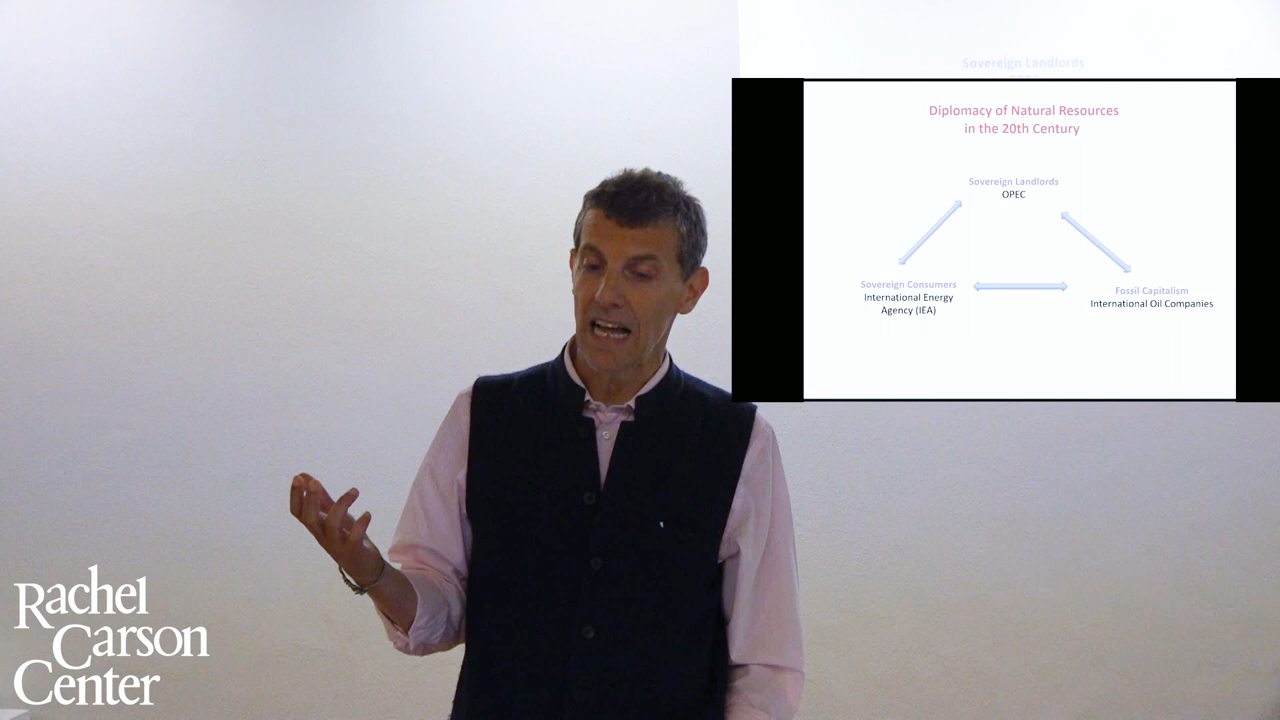 Sovereign Landlords
Diplomacy of Natural Resources
in the 20th Century
Sovereign Landlords
OPEC
Sovereign Consumers
International Energy
Agency (IEA)
Fossil Capitalism
International Oil Companies
Rachel
Carson
Center